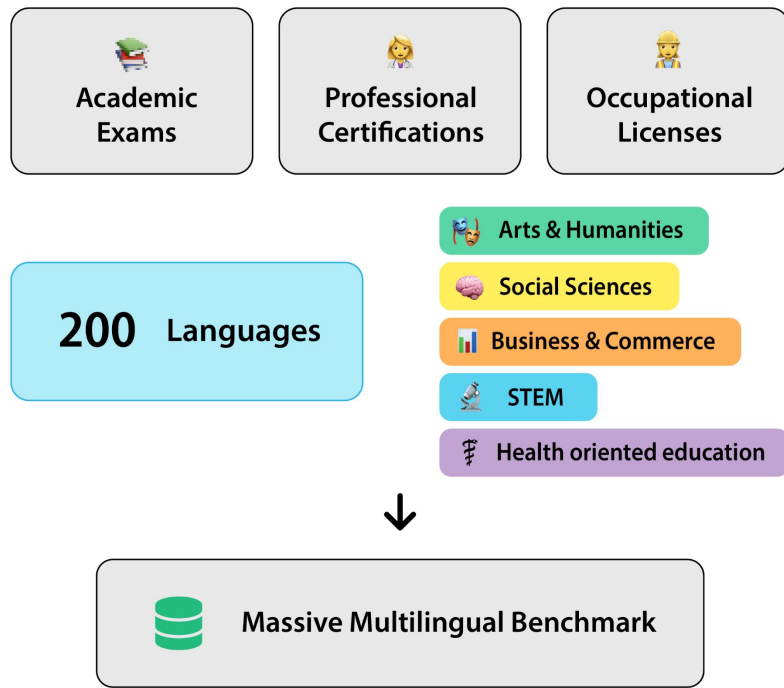 Academic
Exams
Professional
Certifications
Occupational
Licenses
200 Languages
Arts & Humanities
Social Sciences
Business & Commerce
STEM
Health oriented education
Massive Multilingual Benchmark